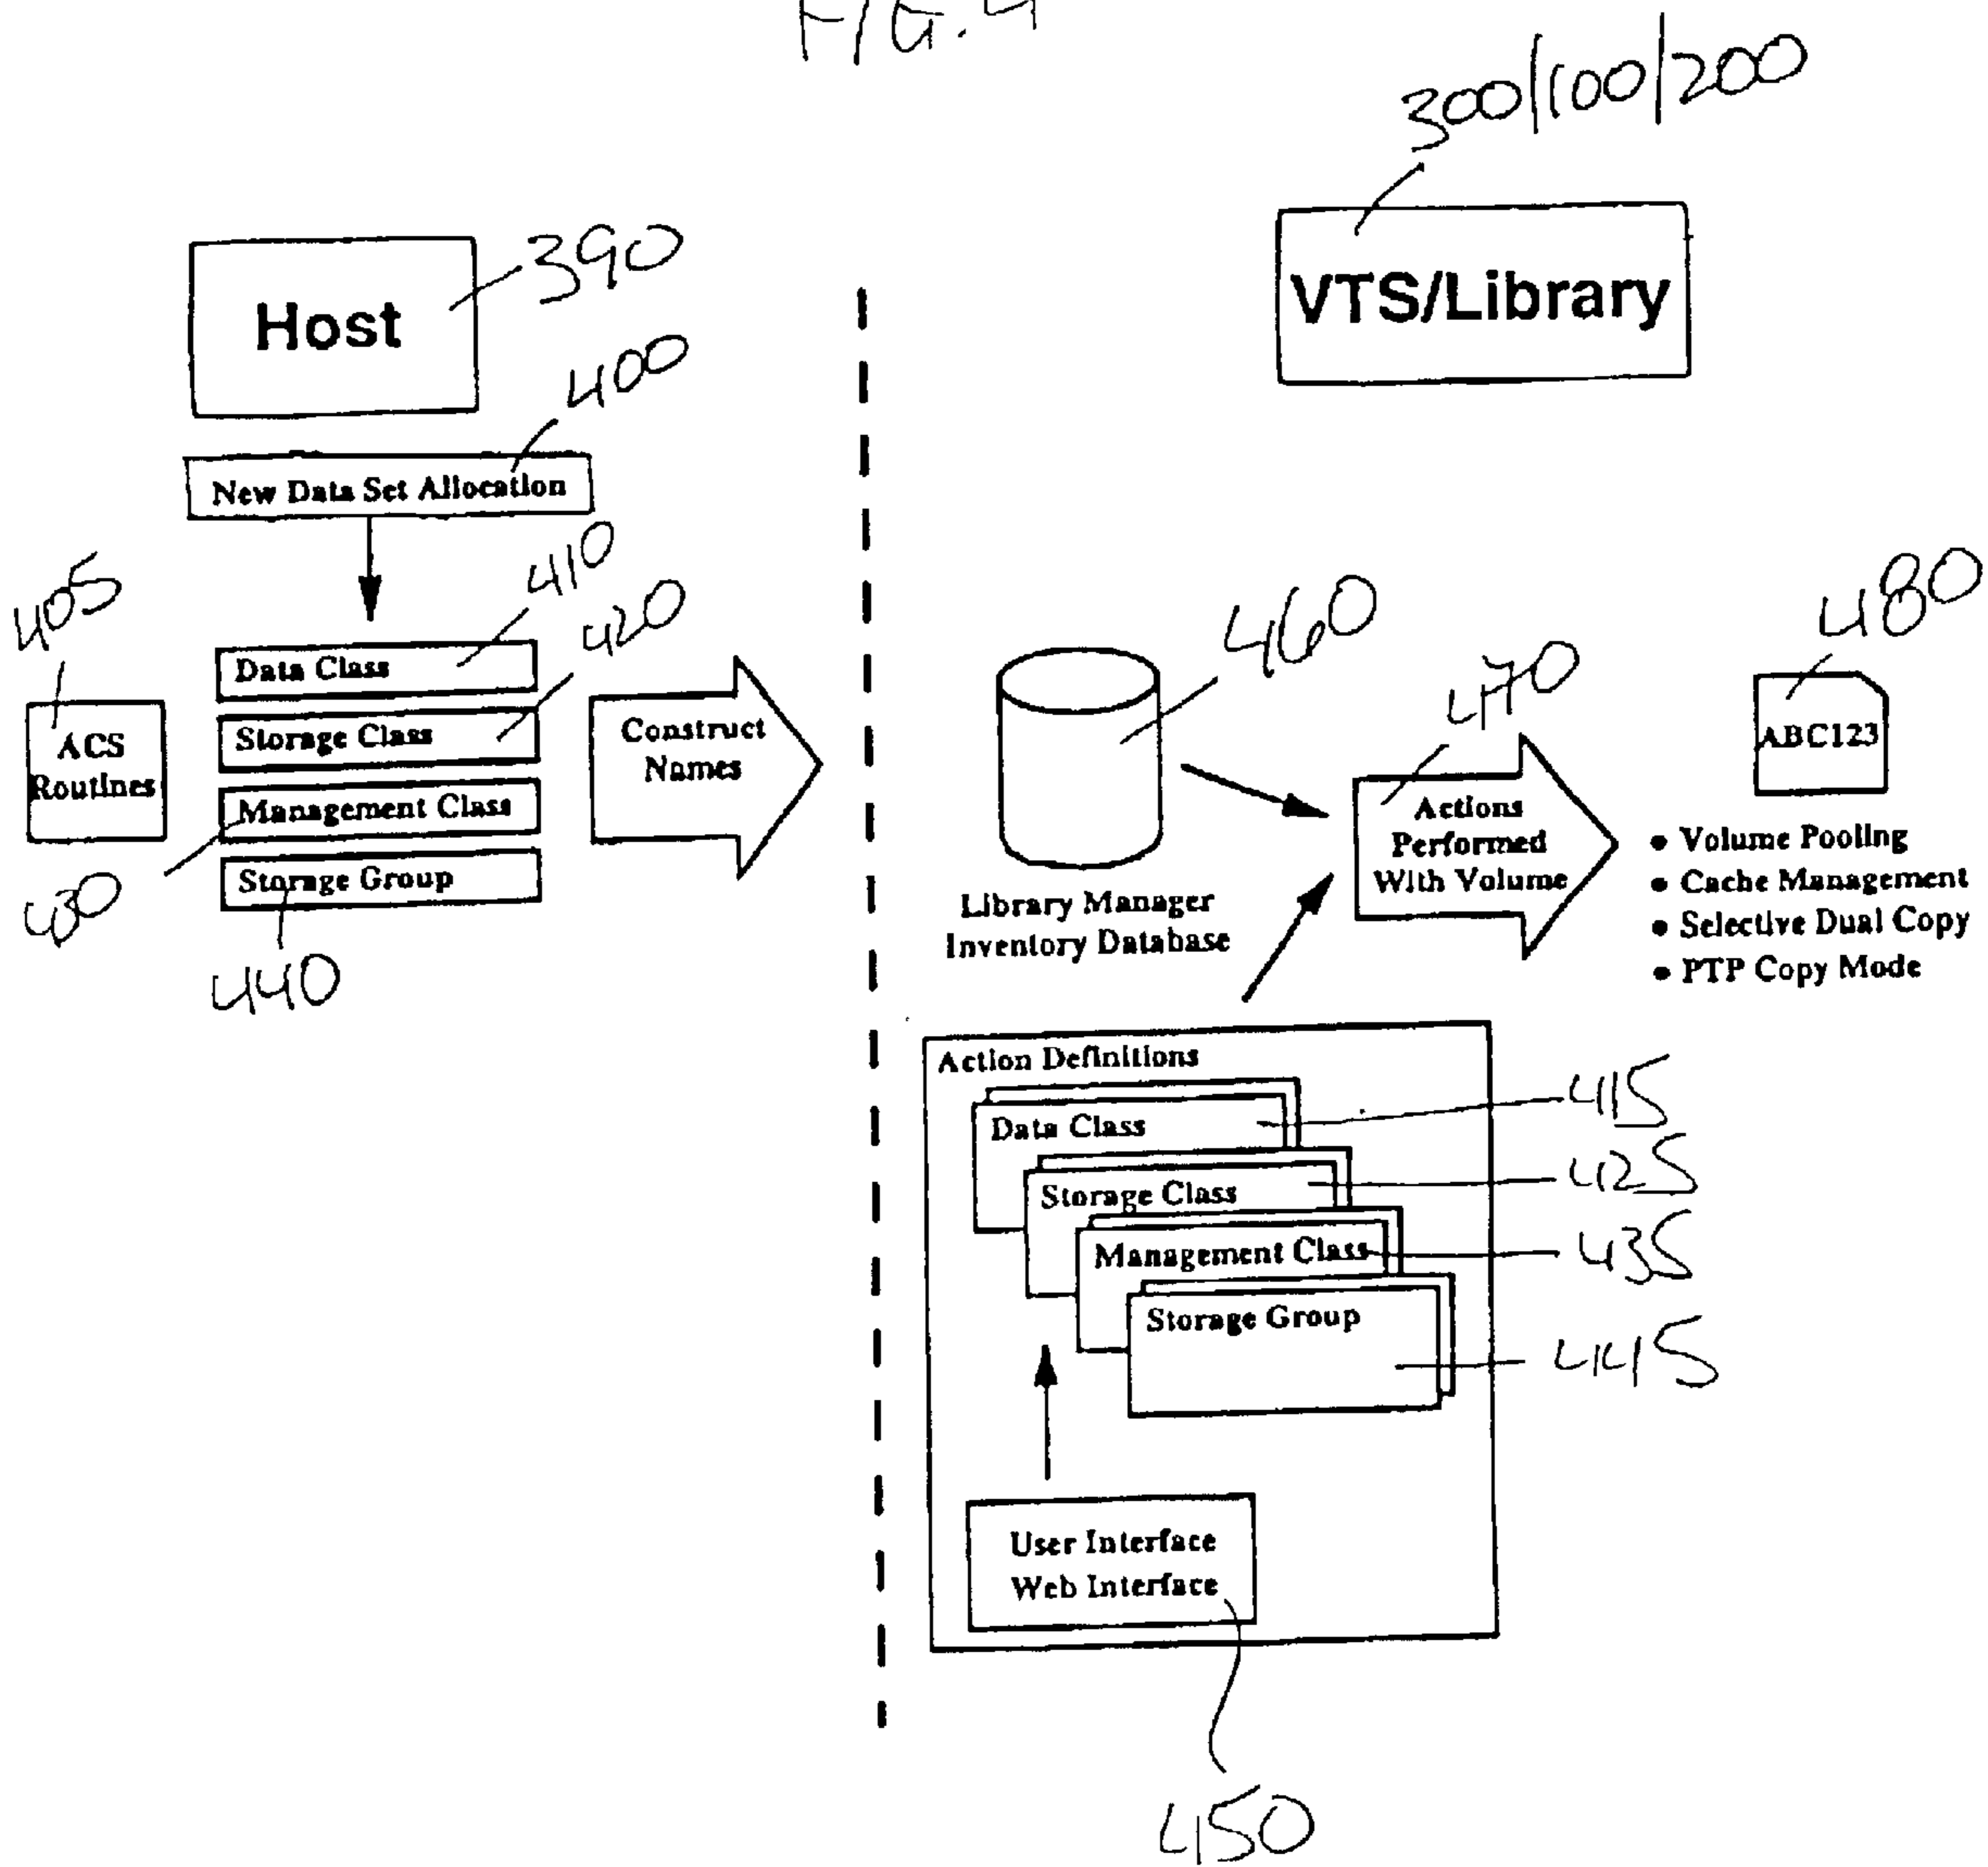 FIG. 4
300/100/200
Host
390
VTS/Library
400
New Data Set Allocation
405
410
420
Data Class
Storage Class
Management Class
Storage Group
ACS
Routines
430
440
Construct
Names
460
Library Manager
Inventory Database
470
Actions
Performed
With Volume
480
ABC123
• Volume Pooling
• Cache Management
• Selective Dual Copy
• PTP Copy Mode
Action Definitions
Data Class
415
Storage Class
425
Management Class
435
Storage Group
445
User Interface
Web Interface
450